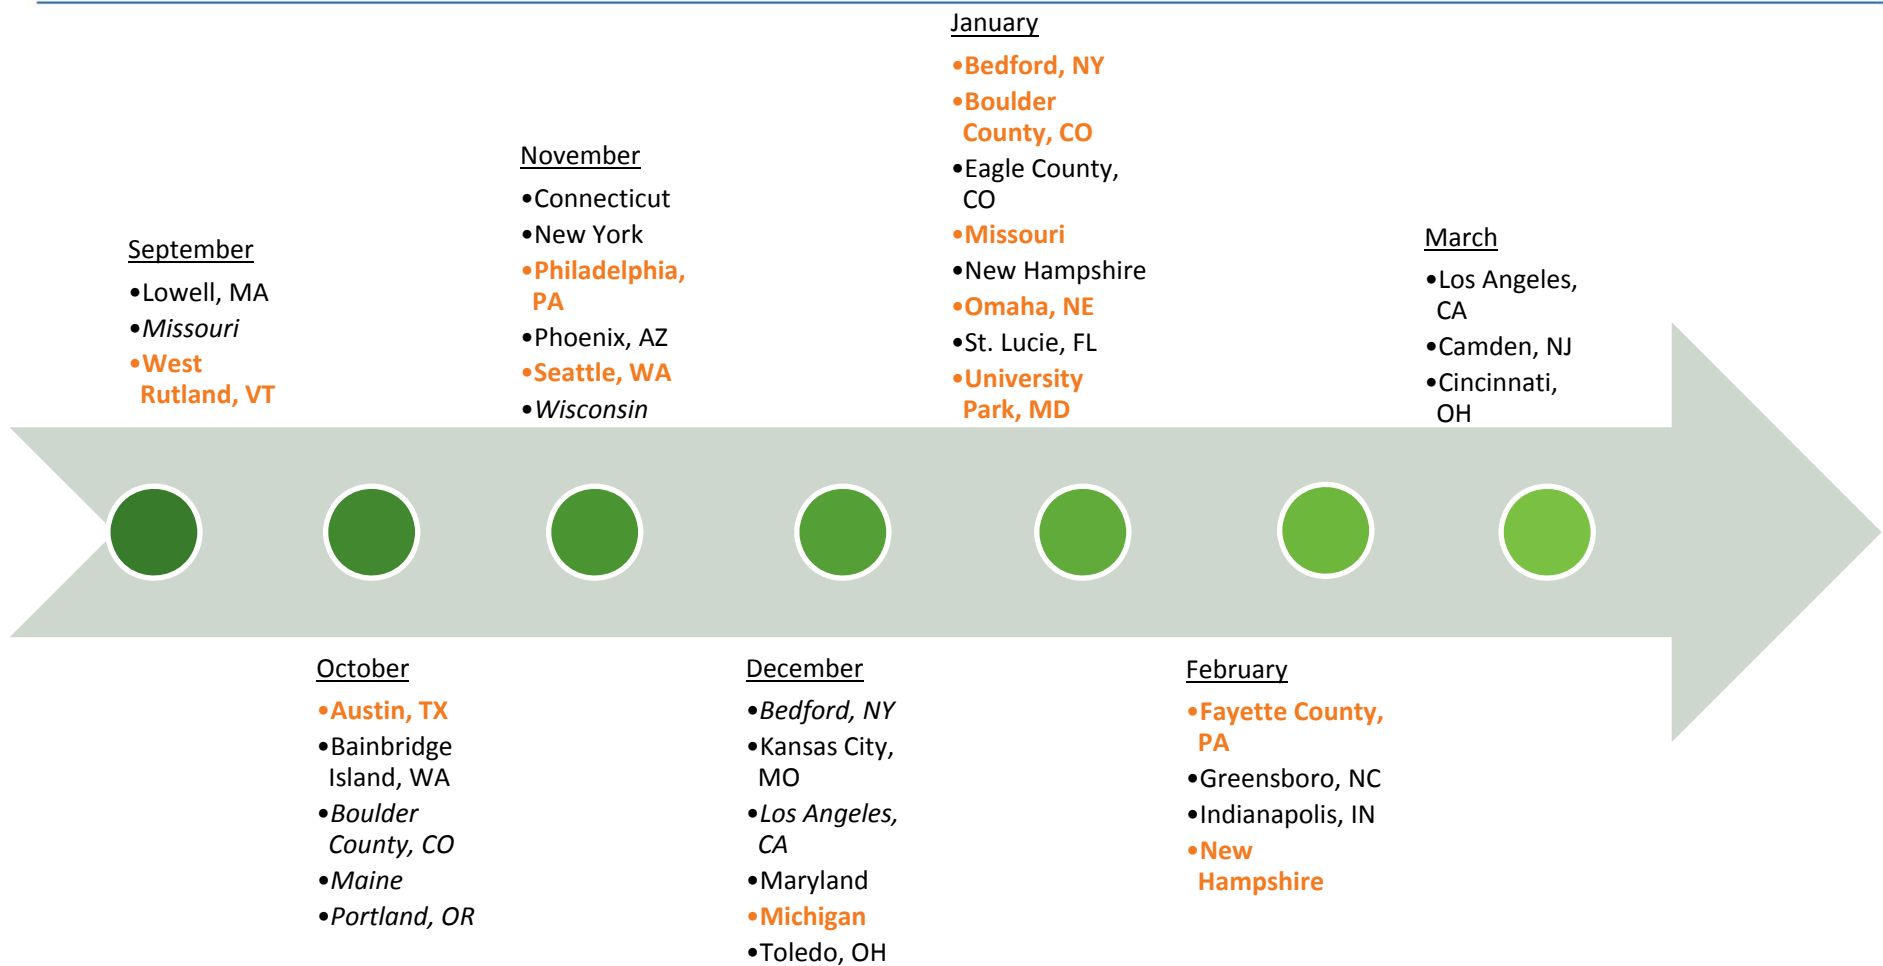 January
•Bedford, NY
•Boulder
County, CO
•Eagle County,
CO
•Missouri
•New Hampshire
•Omaha, NE
•St. Lucie, FL
•University
Park, MD
November
•Connecticut
•New York
•Philadelphia,
PA
•Phoenix, AZ
•Seattle, WA
•Wisconsin
September
•Lowell, MA
•Missouri
•West
Rutland, VT
March
•Los Angeles,
CA
•Camden, NJ
•Cincinnati,
OH
October
•Austin, TX
•Bainbridge
Island, WA
•Boulder
County, CO
•Maine
•Portland, OR
December
•Bedford, NY
•Kansas City,
MO
•Los Angeles,
CA
•Maryland
•Michigan
•Toledo, OH
February
•Fayette County,
PA
•Greensboro, NC
•Indianapolis, IN
•New
Hampshire